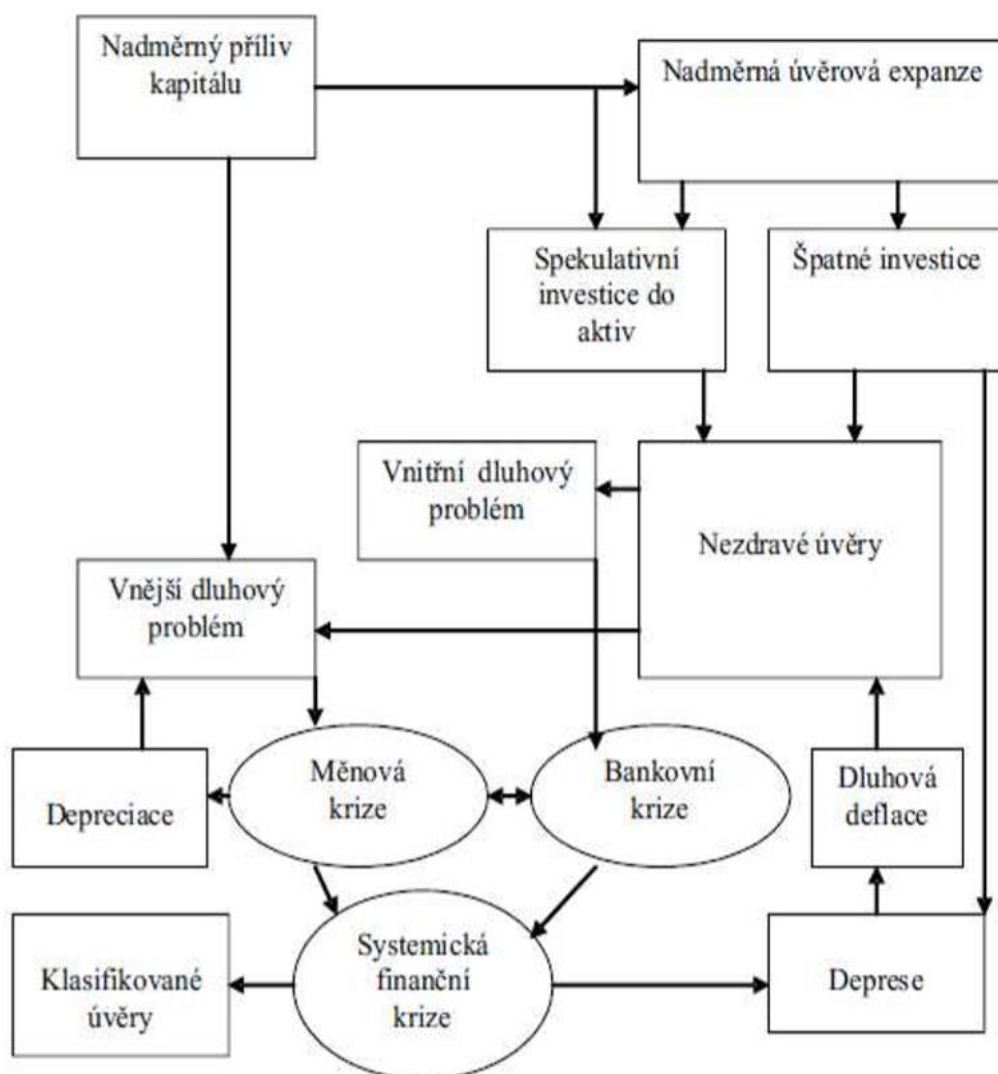 Nadměrný příliv
kapitálu
Nadměrná úvěrová expanze
Spekulativní
investice do
aktiv
Špatné investice
Vnitřní dluhový
problém
Nezdravé úvěry
Vnější dluhový
problém
Měnová
krize
Bankovní
krize
Dluhová
deflace
Depreciace
Systemická
finanční
krize
Klasifikované
úvěry
Deprese